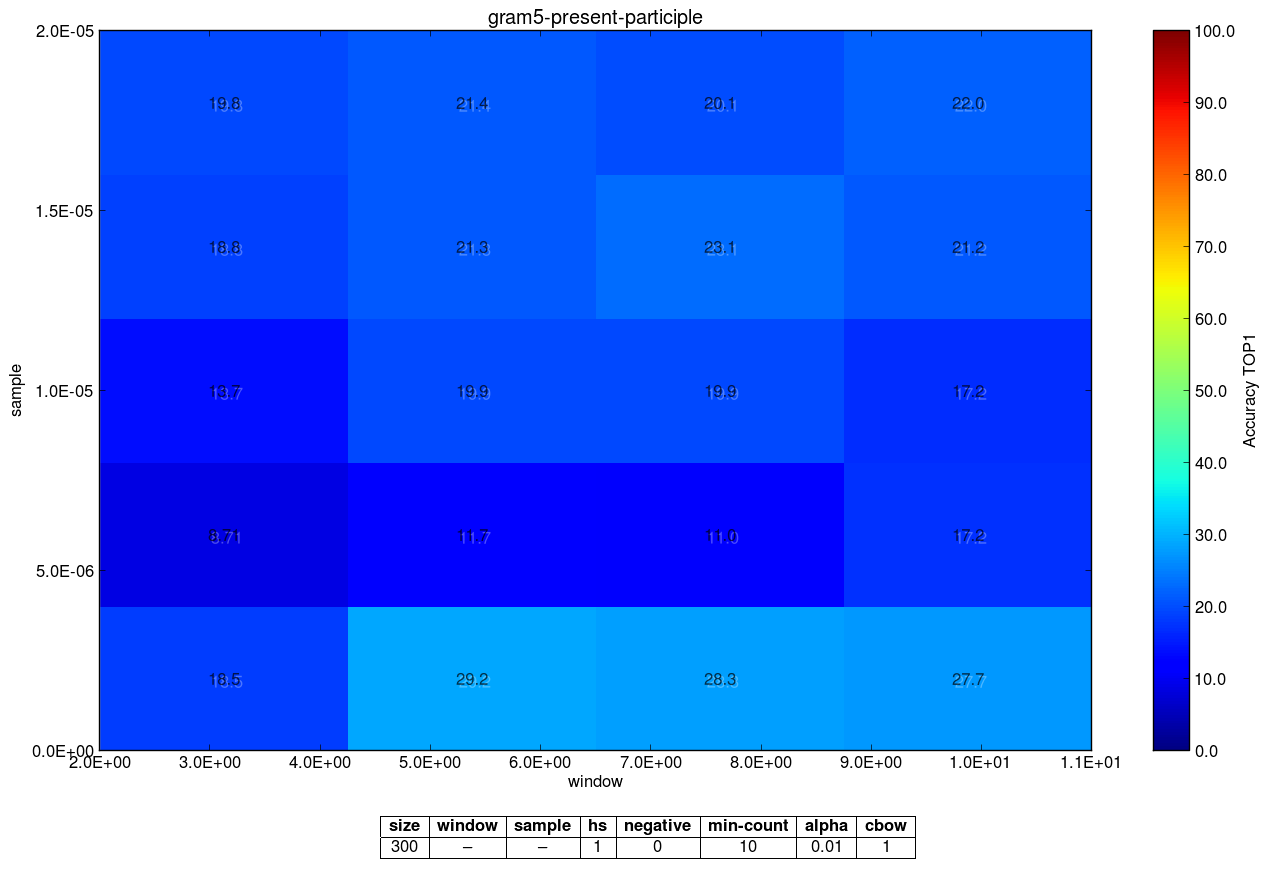 gram5-present-participle
2.0E-05
19.8 21.4 20.1 22.0
1.5E-05
18.8 21.3 23.1 21.2
1.0E-05
13.7 19.9 19.9 17.2
8.71 11.7 11.0 17.2
5.0E-06
18.5 29.2 28.3 27.7
0.0E+00
sample
2.0E+00 3.0E+00 4.0E+00 5.0E+00 6.0E+00 7.0E+00 8.0E+00 9.0E+00 1.0E+01 1.1E+01
window
100.0
90.0
80.0
70.0
60.0
50.0
40.0
30.0
20.0
10.0
0.0
Accuracy TOP1
size window sample hs negative min-count alpha cbow
300 – – 1 0 10 0.01 1